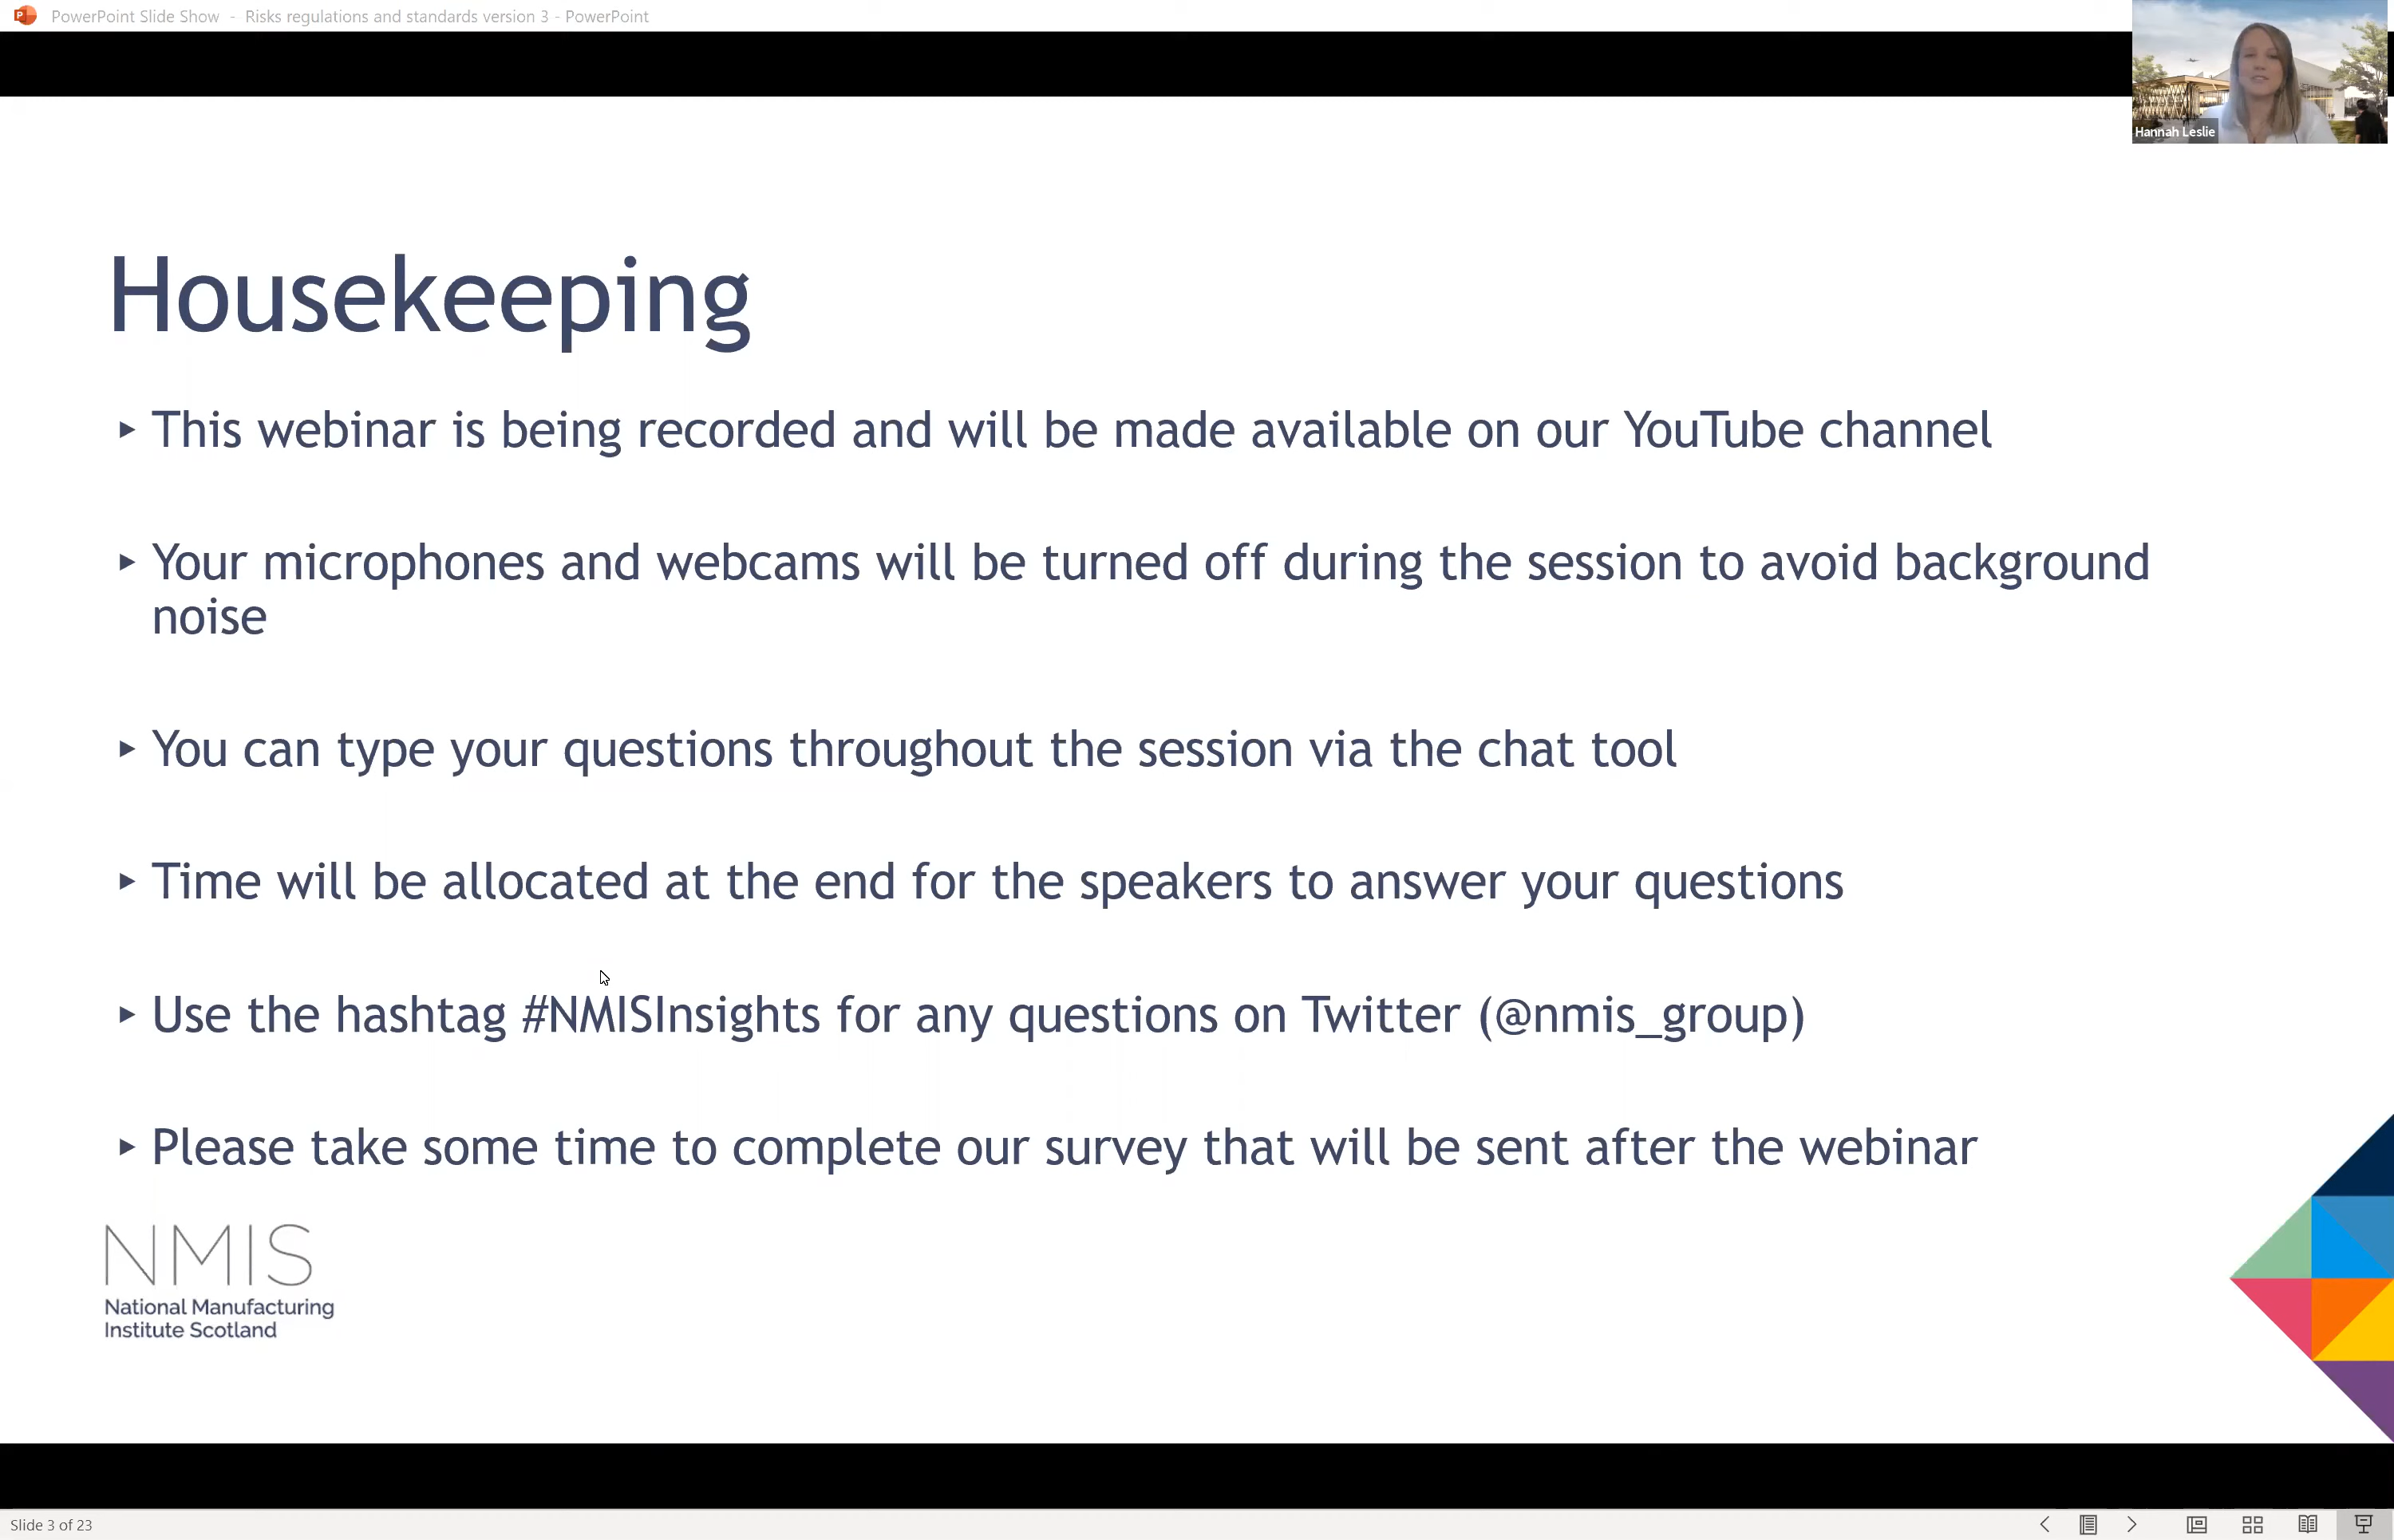 PowerPoint Slide Show - Risks regulations and standards version 3 - PowerPoint
Hannah Leslie
Housekeeping
▸ This webinar is being recorded and will be made available on our YouTube channel
▸ Your microphones and webcams will be turned off during the session to avoid background
noise
▸ You can type your questions throughout the session via the chat tool
▸ Time will be allocated at the end for the speakers to answer your questions
▸ Use the hashtag #NMISInsights for any questions on Twitter (@nmis_group)
▸ Please take some time to complete our survey that will be sent after the webinar
NMIS
National Manufacturing
Institute Scotland
Slide 3 of 23